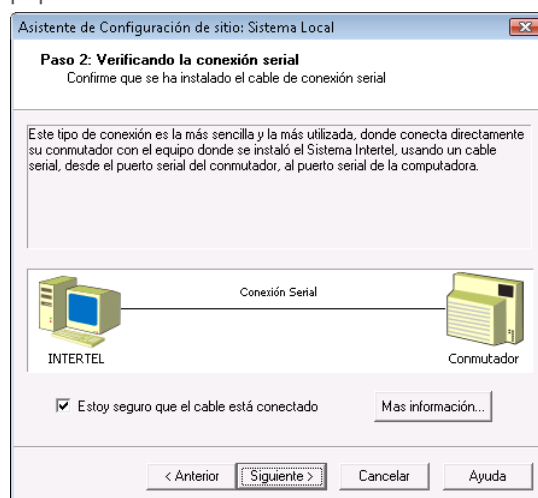 Asistente de Configuración de sitio: Sistema Local
Paso 2: Verificando la conexión serial
Confirme que se ha instalado el cable de conexión serial
Este tipo de conexión es la más sencilla y la más utilizada, donde conecta directamente
su conmutador con el equipo donde se instaló el Sistema Intertel, usando un cable
serial, desde el puerto serial del conmutador, al puerto serial de la computadora.
Conexión Serial
INTERTEL
Conmutador
Estoy seguro que el cable está conectado
Mas información...
< Anterior
Siguiente >
Cancelar
Ayuda